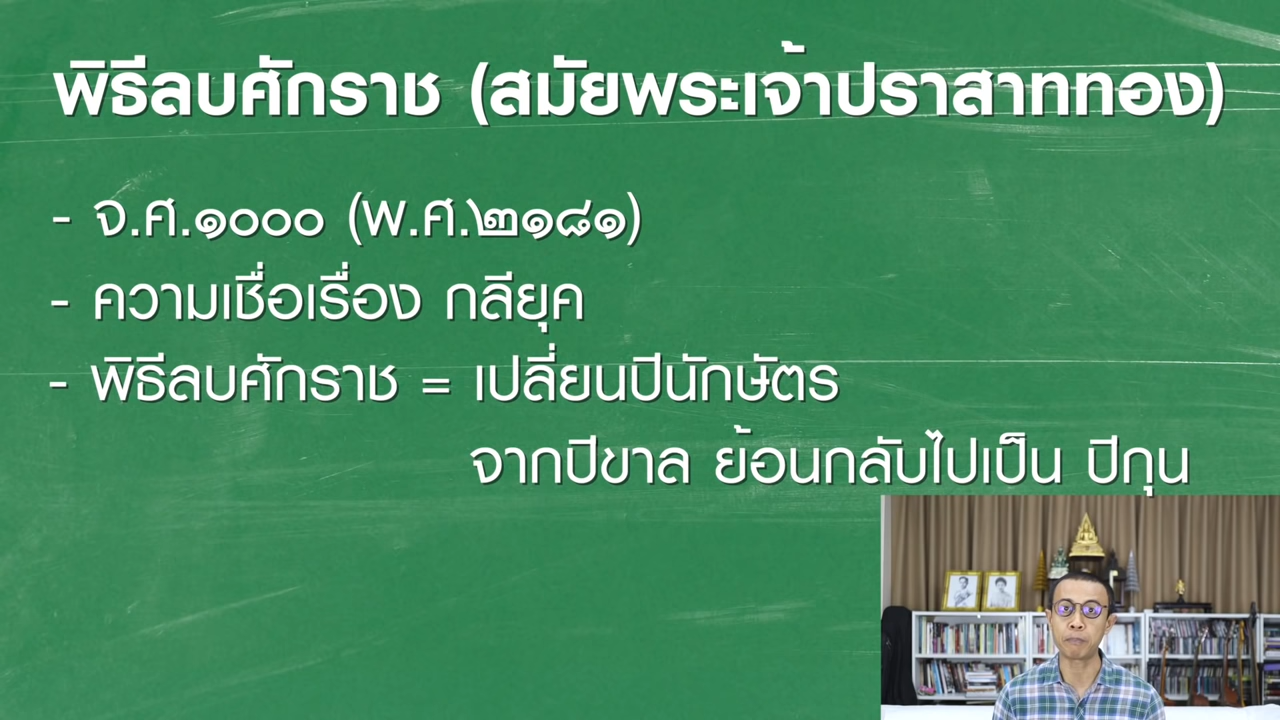 พิธีลบศักราช (สมัยพระเจ้าปราสาททอง)
- จ.ศ.๑๐๐๐ (พ.ศ.๒๑๘๑)
- ความเชื่อเรื่อง กลียุค
- พิธีลบศักราช = เปลี่ยนปีนักษัตร
จากปีขาล ย้อนกลับไปเป็น ปีกุน